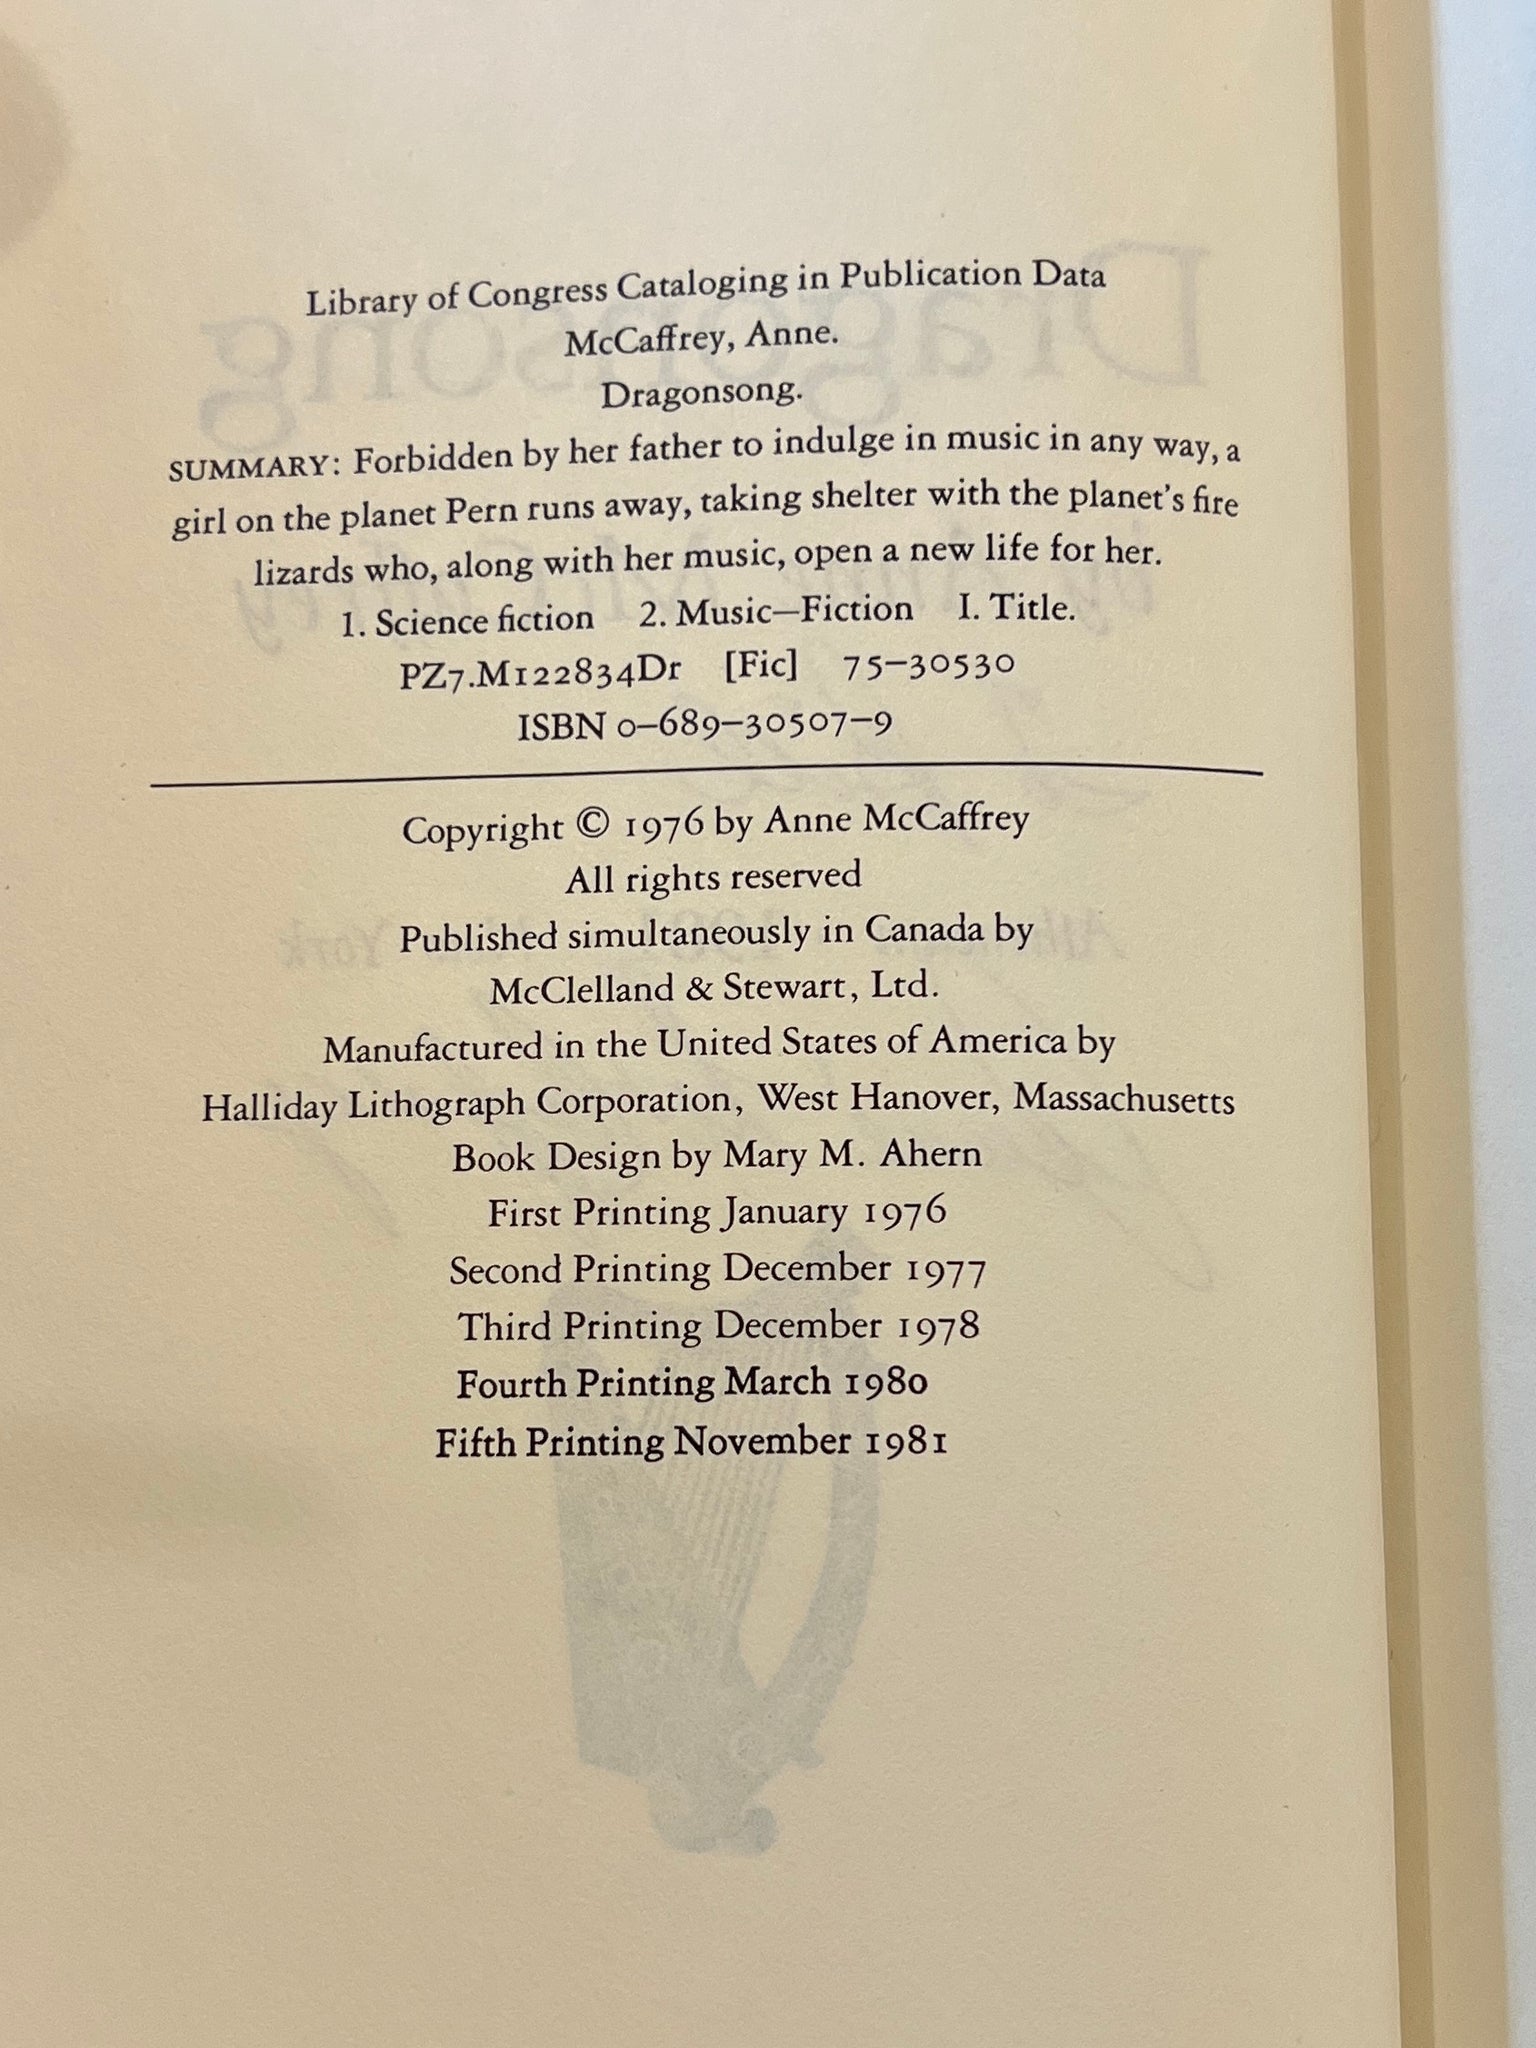 Library of Congress Cataloging in Publication Data
McCaffrey, Anne.
Dragonsong.
SUMMARY: Forbidden by her father to indulge in music in any way, a
girl on the planet Pern runs away, taking shelter with the planet's fire
lizards who, along with her music, open a new life for her.
1. Science fiction 2. Music—Fiction I. Title.
PZ7.M122834Dr [Fic] 75–30530
ISBN 0–689–30507–9
Copyright © 1976 by Anne McCaffrey
All rights reserved
Published simultaneously in Canada by
McClelland & Stewart, Ltd.
Manufactured in the United States of America by
Halliday Lithograph Corporation, West Hanover, Massachusetts
Book Design by Mary M. Ahern
First Printing January 1976
Second Printing December 1977
Third Printing December 1978
Fourth Printing March 1980
Fifth Printing November 1981